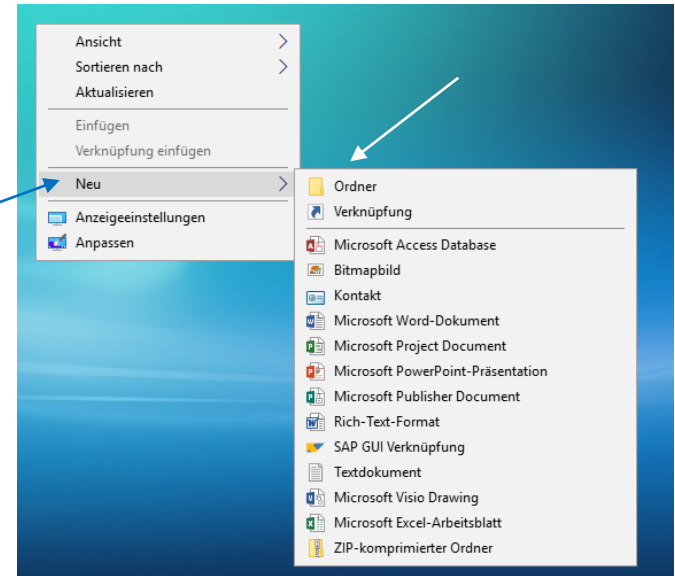 Ansicht
Sortieren nach
Aktualisieren
Einfügen
Verknüpfung einfügen
Neu
Anzeigeeinstellungen
Anpassen
Ordner
Verknüpfung
Microsoft Access Database
Bitmapbild
Kontakt
Microsoft Word-Dokument
Microsoft Project Document
Microsoft PowerPoint-Präsentation
Microsoft Publisher Document
Rich-Text-Format
SAP GUI Verknüpfung
Textdokument
Microsoft Visio Drawing
Microsoft Excel-Arbeitsblatt
ZIP-komprimierter Ordner